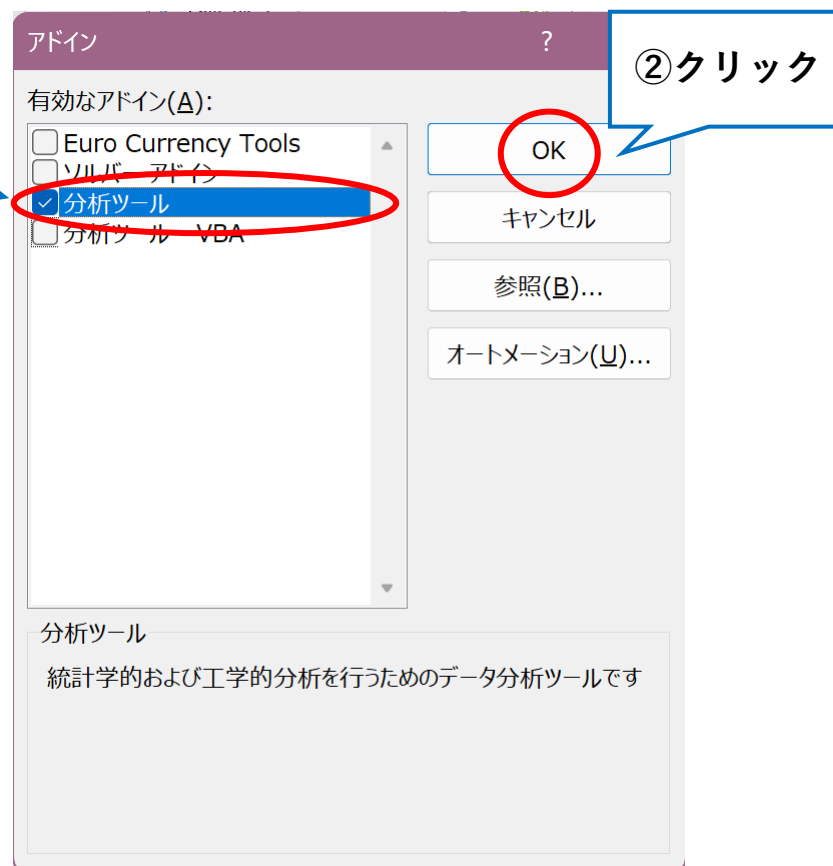 アドイン
?
②クリック
有効なアドイン(A):
Euro Currency Tools
ソルバー アドイン
分析ツール
分析ツール - VBA
OK
キャンセル
参照(B)...
オートメーション(U)...
分析ツール
統計学的および工学的分析を行うためのデータ分析ツールです